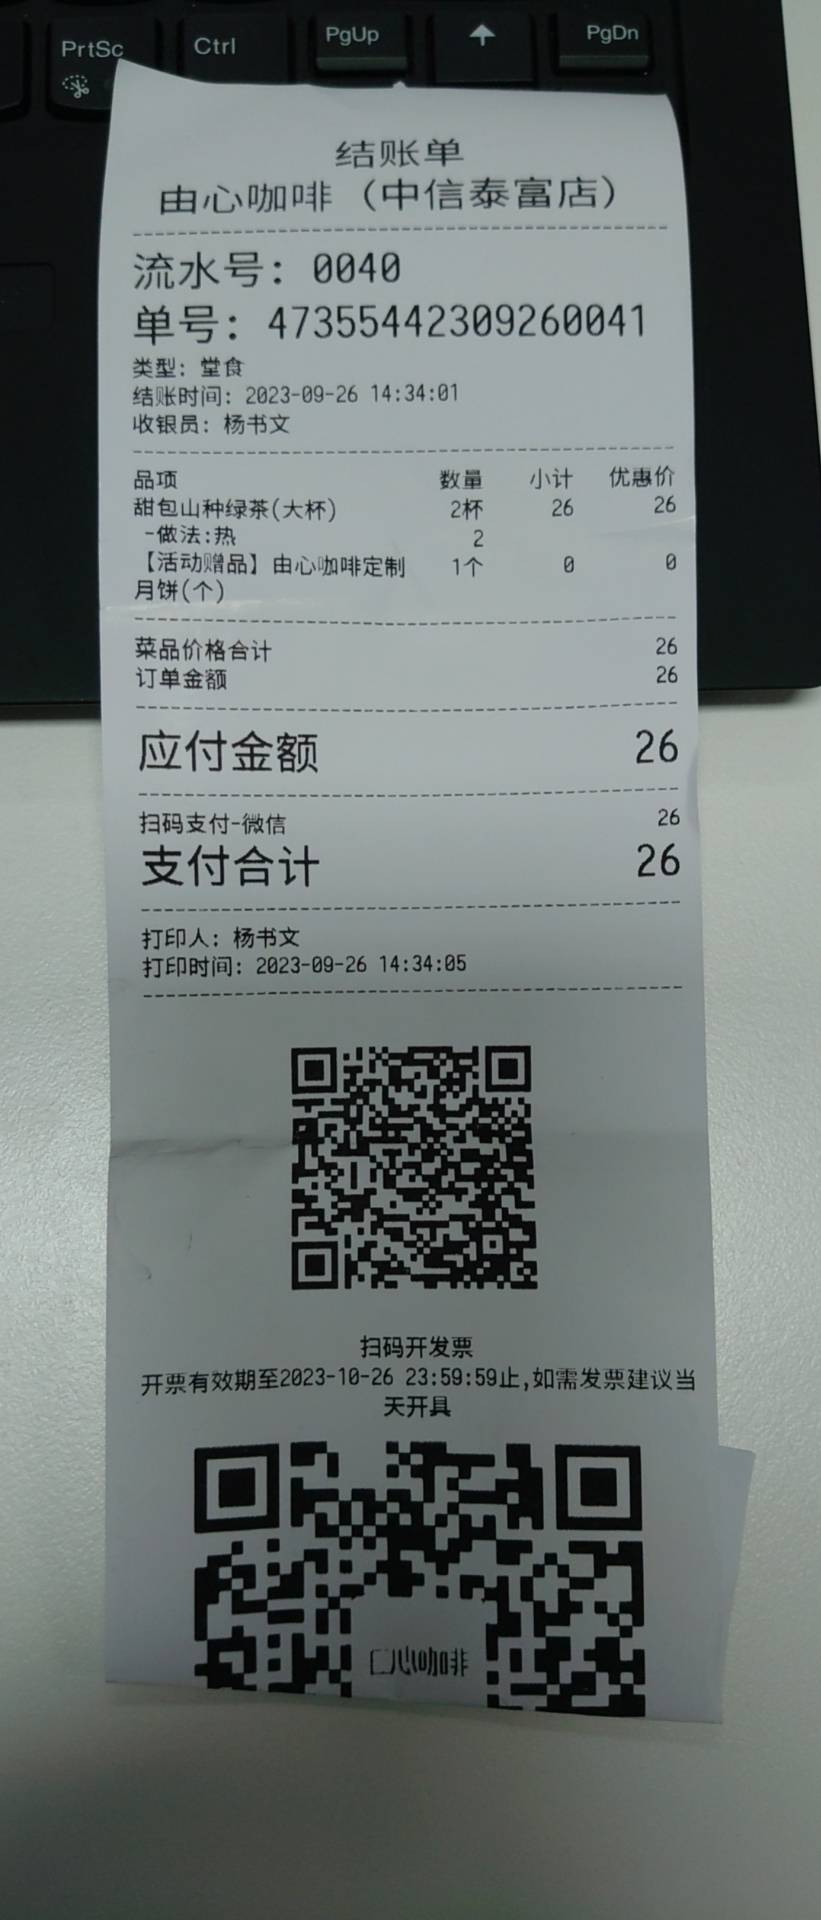 PrtSc Ctrl PgUp PgDn
结账单
由心咖啡（中信泰富店）
流水号: 0040
单号: 47355442309260041
类型: 堂食
结账时间: 2023-09-26 14:34:01
收银员: 杨书文
品项 数量 小计 优惠价
甜包山种绿茶(大杯) 2杯 26 26
-做法:热 2
【活动赠品】由心咖啡定制 1个 0 0
月饼(个)
菜品价格合计 26
订单金额 26
应付金额 26
扫码支付-微信 26
支付合计 26
打印人: 杨书文
打印时间: 2023-09-26 14:34:05
扫码开发票
开票有效期至2023-10-26 23:59:59止,如需发票建议当
天开具
心咖啡